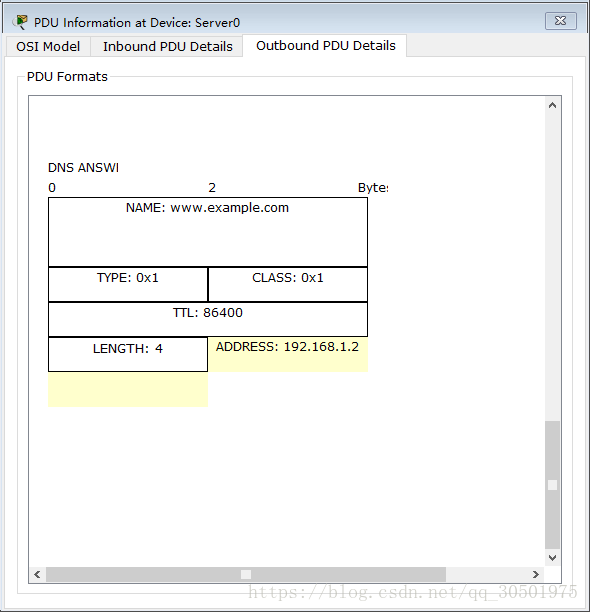 PDU Information at Device: Server0
OSI Model Inbound PDU Details Outbound PDU Details
PDU Formats
DNS ANSWI
0 2 Bytes
NAME: www.example.com
TYPE: 0x1 CLASS: 0x1
TTL: 86400
LENGTH: 4 ADDRESS: 192.168.1.2
https://blog.csdn.net/qq_30501975